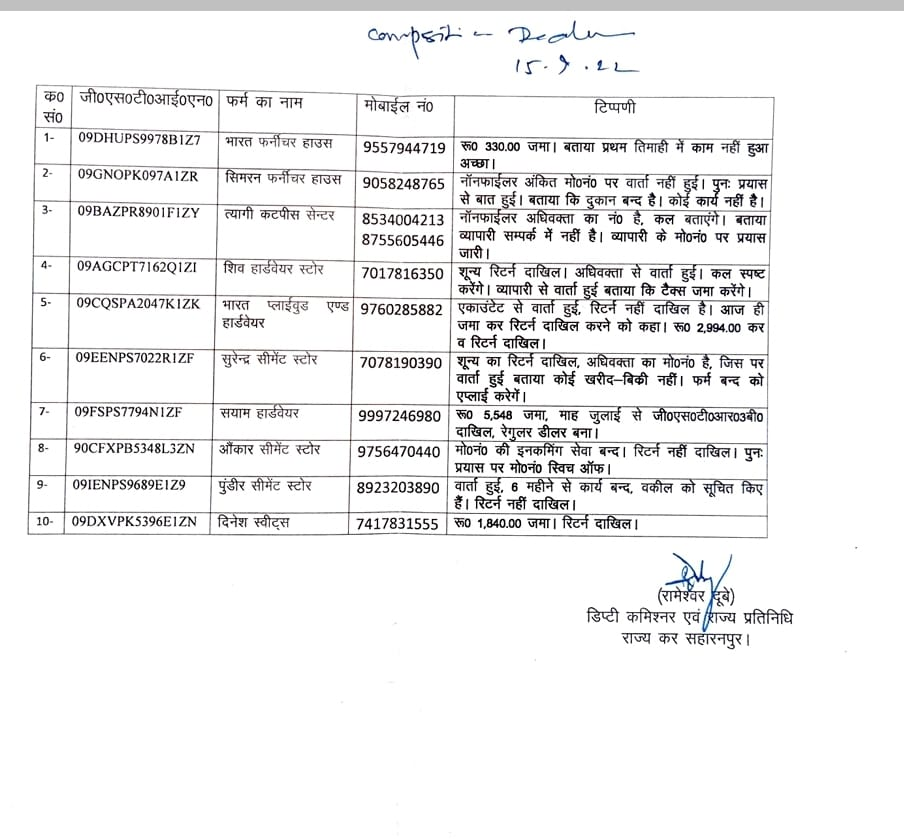 Compositi- Dealer
15.9.22
क0 सं0 जी0एस0टी0आई0एन0 फर्म का नाम मोबाईल नं0 टिप्पणी
1- 09DHUPS9978B1Z7 भारत फर्नीचर हाउस 9557944719 रू0 330.00 जमा। बताया प्रथम तिमाही में काम नहीं हुआ
अच्छा।
2- 09GNOPK097A1ZR सिमरन फर्नीचर हाउस 9058248765 नॉनफाईलर अंकित मो0नं0 पर वार्ता नहीं हुई। पुनः प्रयास
से बात हुई। बताया कि दुकान बन्द है। कोई कार्य नहीं है।
3- 09BAZPR8901F1ZY त्यागी कटपीस सेन्टर 8534004213 नॉनफाईलर अधिवक्ता का नं0 है, कल बताएंगे। बताया
8755605446 व्यापारी सम्पर्क में नहीं है। व्यापारी के मो0नं0 पर प्रयास
जारी।
4- 09AGCPT7162Q1ZI शिव हार्डवेयर स्टोर 7017816350 शून्य रिटर्न दाखिल। अधिवक्ता से वार्ता हुई। कल स्पष्ट
करेंगे। व्यापारी से वार्ता हुई बताया कि टैक्स जमा करेंगे।
5- 09CQSPA2047K1ZK भारत प्लाईवुड एण्ड 9760285882 एकाउंटेट से वार्ता हुई, रिटर्न नहीं दाखिल है। आज ही
हार्डवेयर जमा कर रिटर्न दाखिल करने को कहा। रू0 2,994.00 कर
व रिटर्न दाखिल।
6- 09EENPS7022R1ZF सुरेन्द्र सीमेंट स्टोर 7078190390 शून्य का रिटर्न दाखिल, अधिवक्ता का मो0नं0 है, जिस पर
वार्ता हुई बताया कोई खरीद–बिकी नहीं। फर्म बन्द को
एप्लाई करेगें।
7- 09FSPS7794N1ZF सयाम हार्डवेयर 9997246980 रू0 5,548 जमा, माह जुलाई से जी0एस0टी0आर03बी0
दाखिल, रेगुलर डीलर बना।
8- 90CFXPB5348L3ZN औंकार सीमेंट स्टोर 9756470440 मो0नं0 की इनकमिंग सेवा बन्द। रिटर्न नहीं दाखिल। पुनः
प्रयास पर मो0नं0 स्विच ऑफ।
9- 09IENPS9689E1Z9 पुंडीर सीमेंट स्टोर 8923203890 वार्ता हुई, 6 महीने से कार्य बन्द, वकील को सूचित किए
हैं। रिटर्न नहीं दाखिल।
10- 09DXVPK5396E1ZN दिनेश स्वीट्स 7417831555 रू0 1,840.00 जमा। रिटर्न दाखिल।
(रामेश्वर दूबे)
डिप्टी कमिश्नर एवं राज्य प्रतिनिधि
राज्य कर सहारनपुर।